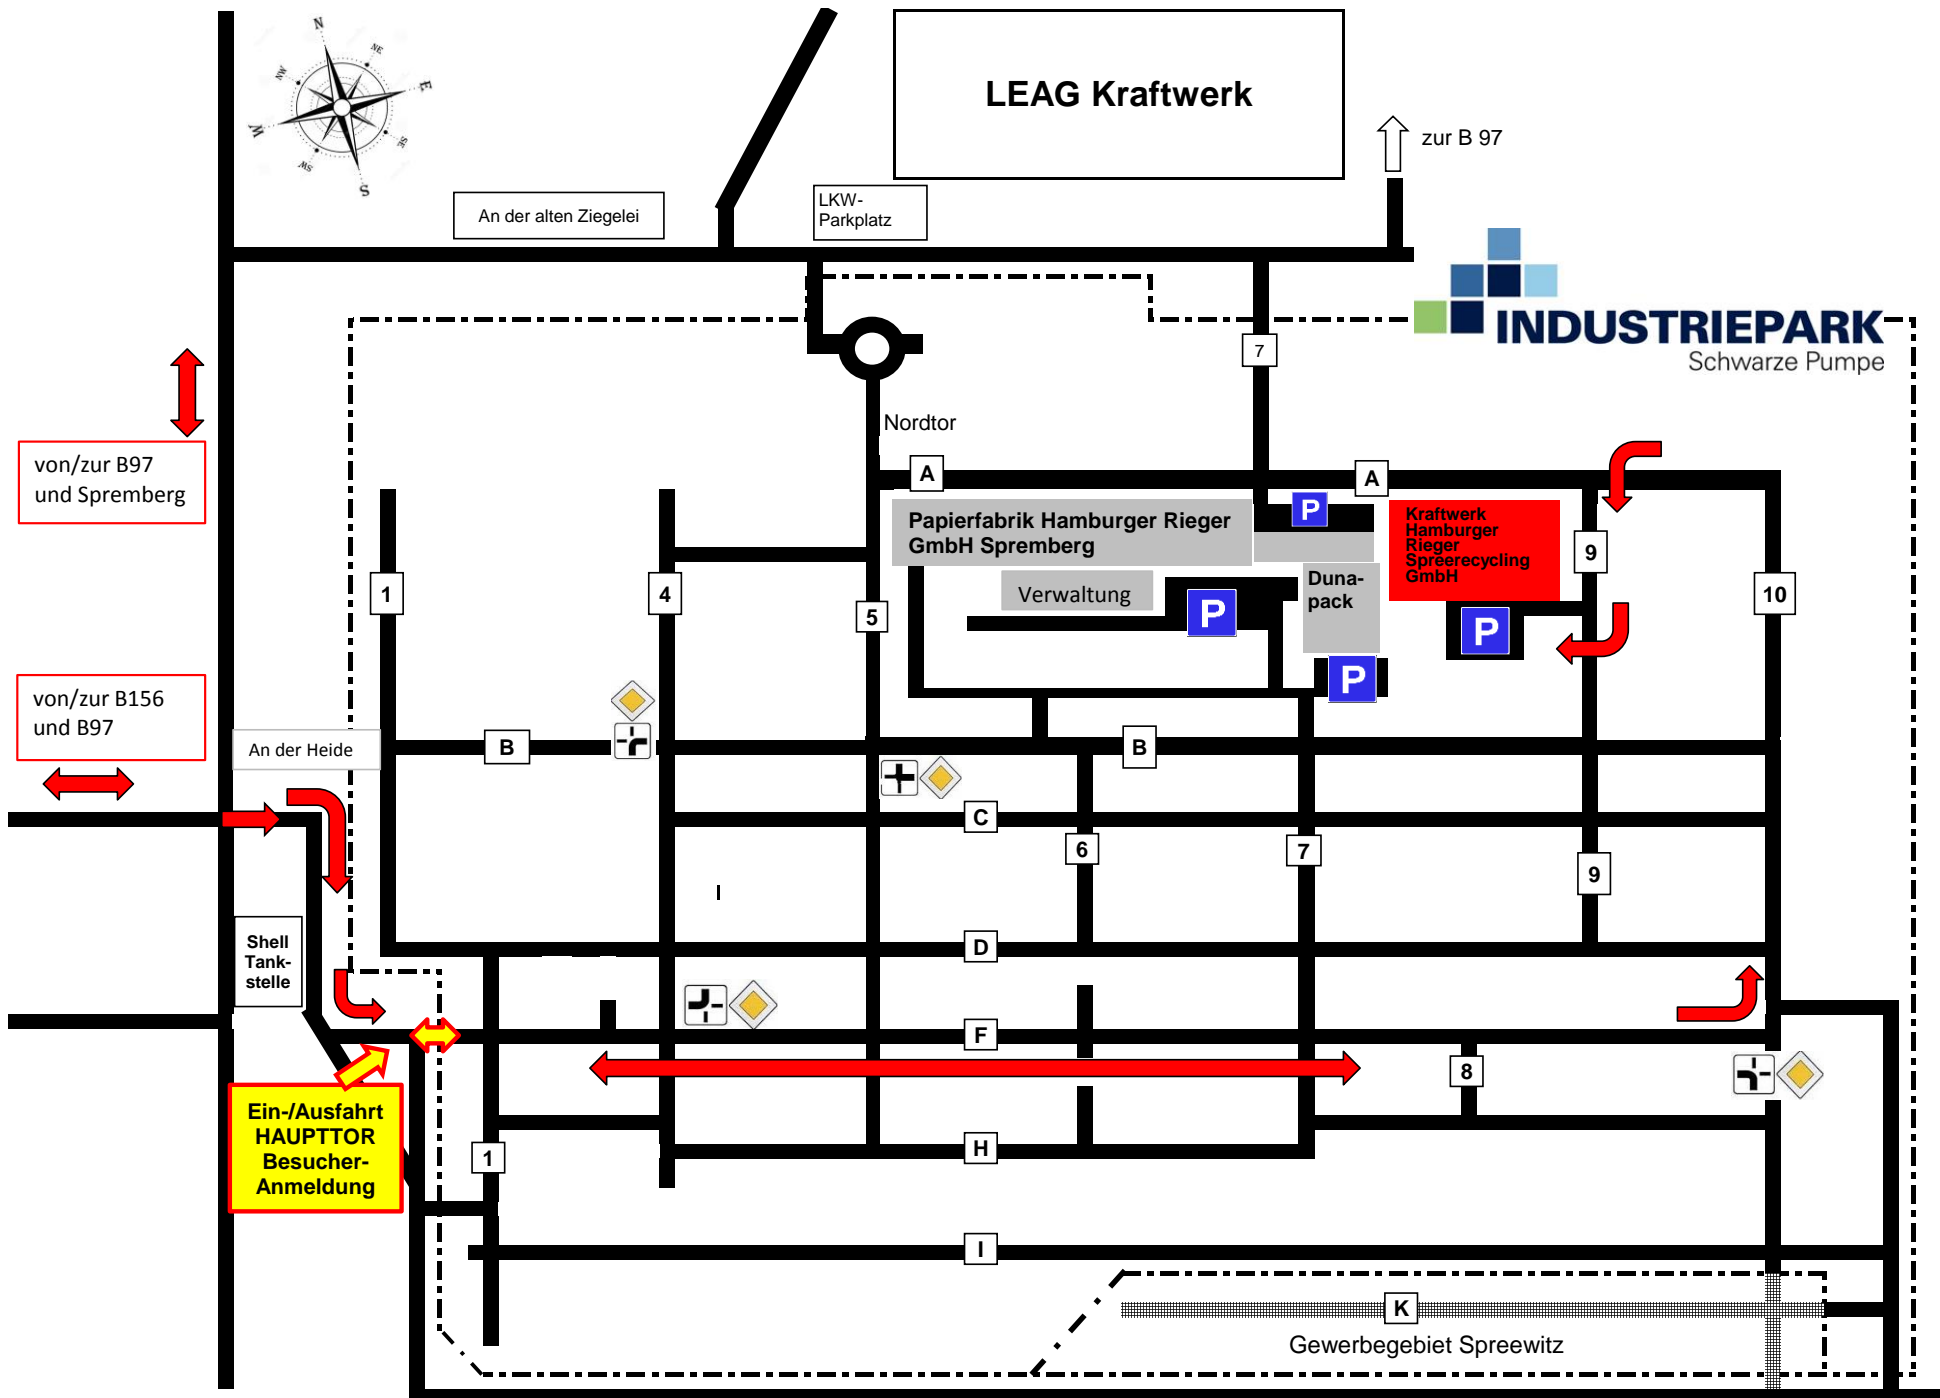 N
NE
E
SE
S
SW
W
NW
LEAG Kraftwerk
zur B 97
An der alten Ziegelei
LKW-
Parkplatz
INDUSTRIEPARK
Schwarze Pumpe
7
Nordtor
von/zur B97
und Spremberg
A
A
Papierfabrik Hamburger Rieger
GmbH Spremberg
P
Kraftwerk
Hamburger
Rieger
Spreerecycling
GmbH
9
1
4
5
Verwaltung
P
Duna-
pack
P
10
P
von/zur B156
und B97
An der Heide
B
B
C
6
7
9
Shell
Tank-
stelle
D
F
8
Ein-/Ausfahrt
HAUPTTOR
Besucher-
Anmeldung
1
H
I
K
Gewerbegebiet Spreewitz